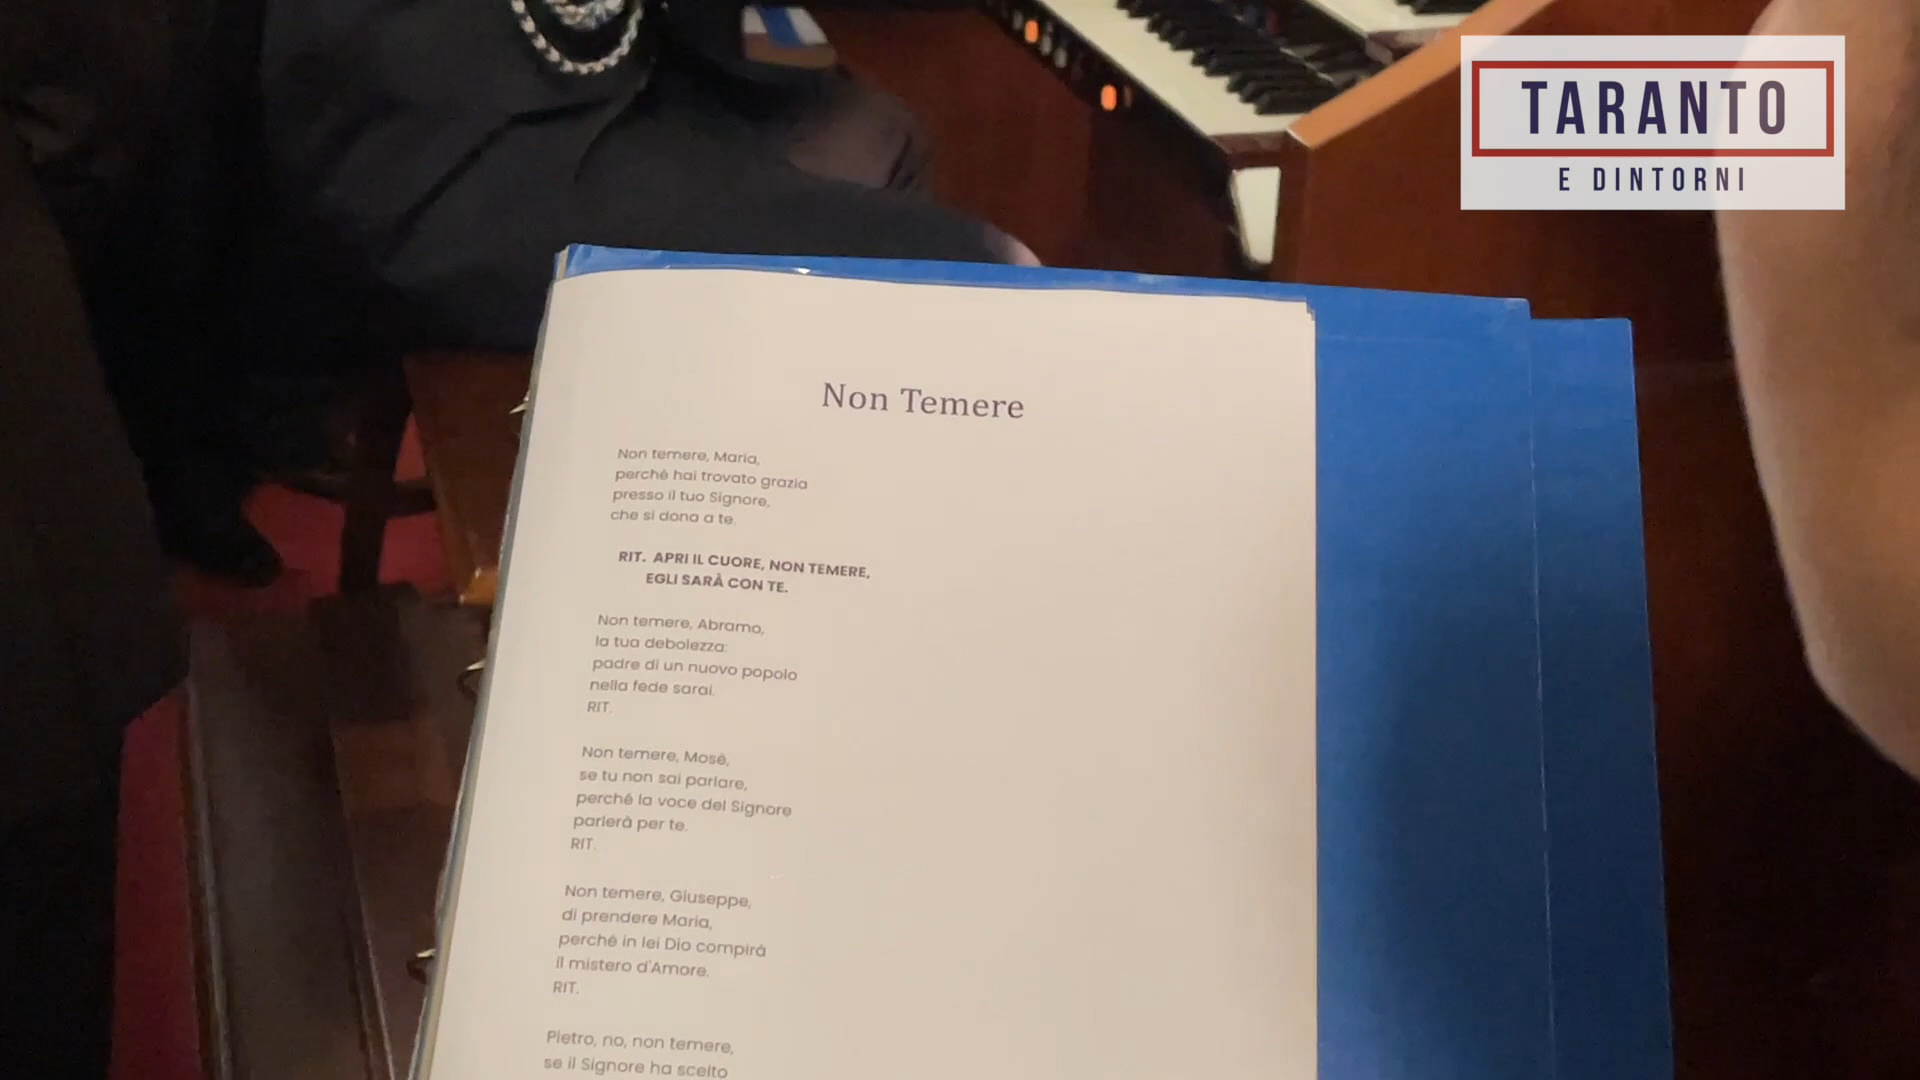 TARANTO
E DINTORNI
Non Temere
Non temere, Maria,
perché hai trovato grazia
presso il tuo Signore,
che si dona a te.
RIT. APRI IL CUORE, NON TEMERE,
EGLI SARÀ CON TE.
Non temere, Abramo,
la tua debolezza:
padre di un nuovo popolo
nella fede sarai.
RIT.
Non temere, Mosè,
se tu non sai parlare,
perché la voce del Signore
parlerà per te.
RIT.
Non temere, Giuseppe,
di prendere Maria,
perché in lei Dio compirà
il mistero d'Amore.
RIT.
Pietro, no, non temere,
se il Signore ha scelto